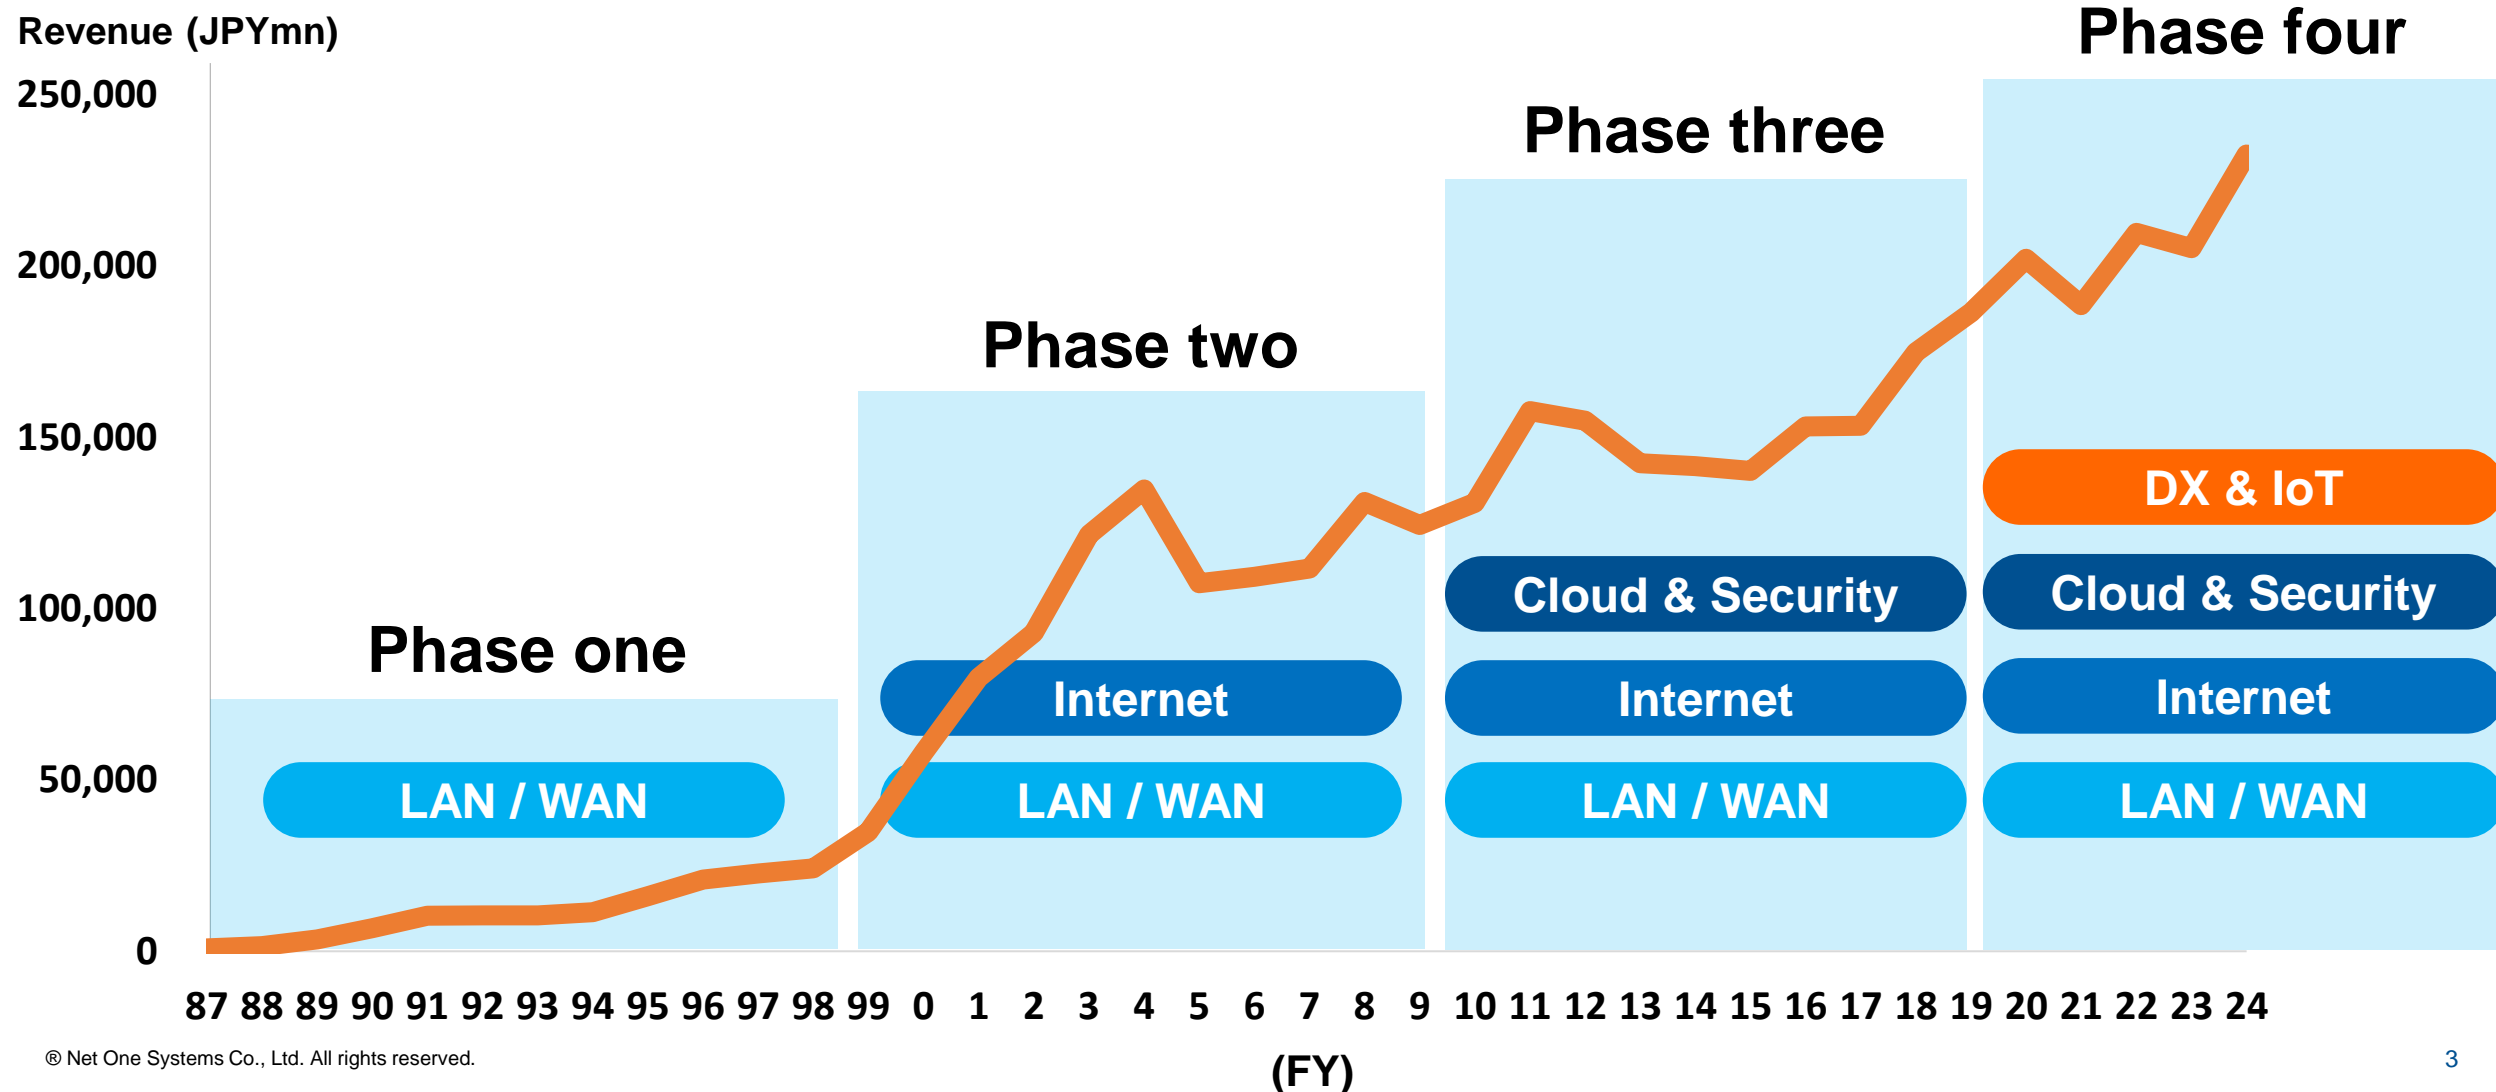 Revenue (JPYmn)
Phase four
250,000
Phase three
200,000
Phase two
150,000
DX & IoT
Cloud & Security
Cloud & Security
100,000
Phase one
Internet
Internet
Internet
50,000
LAN / WAN
LAN / WAN
LAN / WAN
LAN / WAN
0
87 88 89 90 91 92 93 94 95 96 97 98 99 0 1 2 3 4 5 6 7 8 9 10 11 12 13 14 15 16 17 18 19 20 21 22 23 24
(FY)
® Net One Systems Co., Ltd. All rights reserved.
3